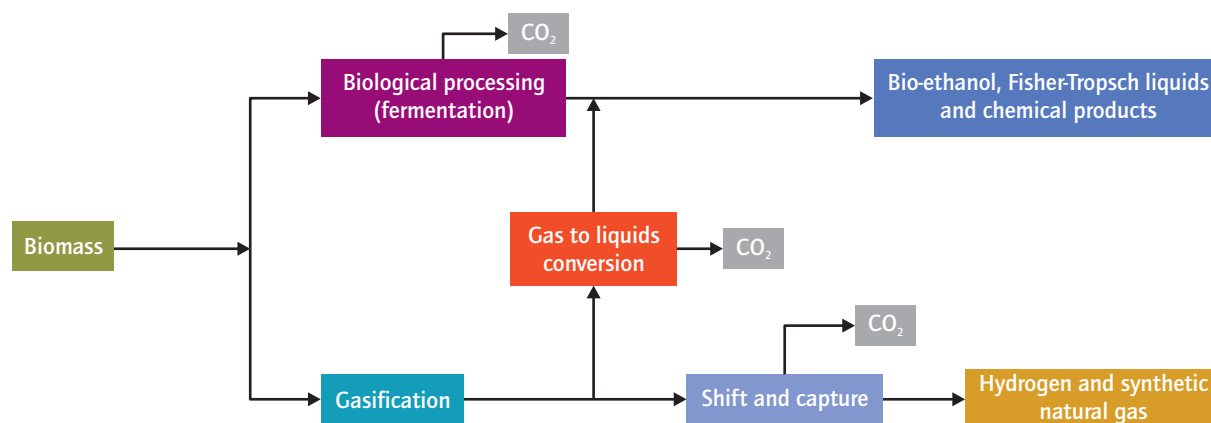 CO₂
Biological processing
(fermentation)
Bio-ethanol, Fisher-Tropsch liquids
and chemical products
Biomass
Gas to liquids
conversion
CO₂
CO₂
Gasification
Shift and capture
Hydrogen and synthetic
natural gas